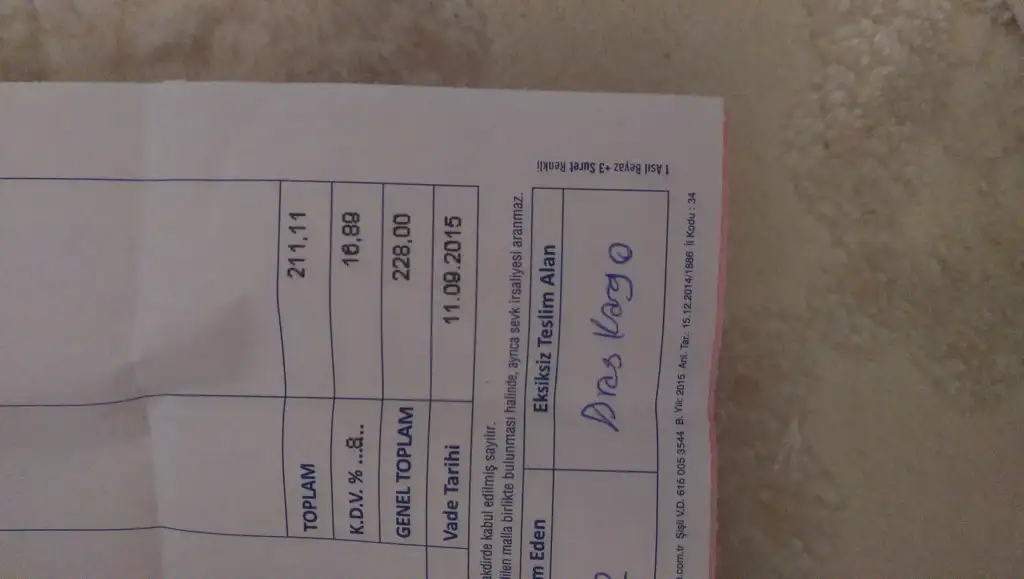 TOPLAM 211,11
K.D.V. % ...8.. 16,89
GENEL TOPLAM 228,00
Vade Tarihi 11.09.2015
akdirde kabul edilmiş sayılır.
malla birlikte bulunması halinde, ayrıca sevk irsaliyesi aranmaz.
m Eden Eksiksiz Teslim Alan
Aras Kargo
.com.tr Şişli V.D. 616 005 3544 B. Yılı: 2015 Anl. Tar.: 15.12.2014/1886 İl Kodu : 34
1 Asıl Beyaz +3 Suret Renkli